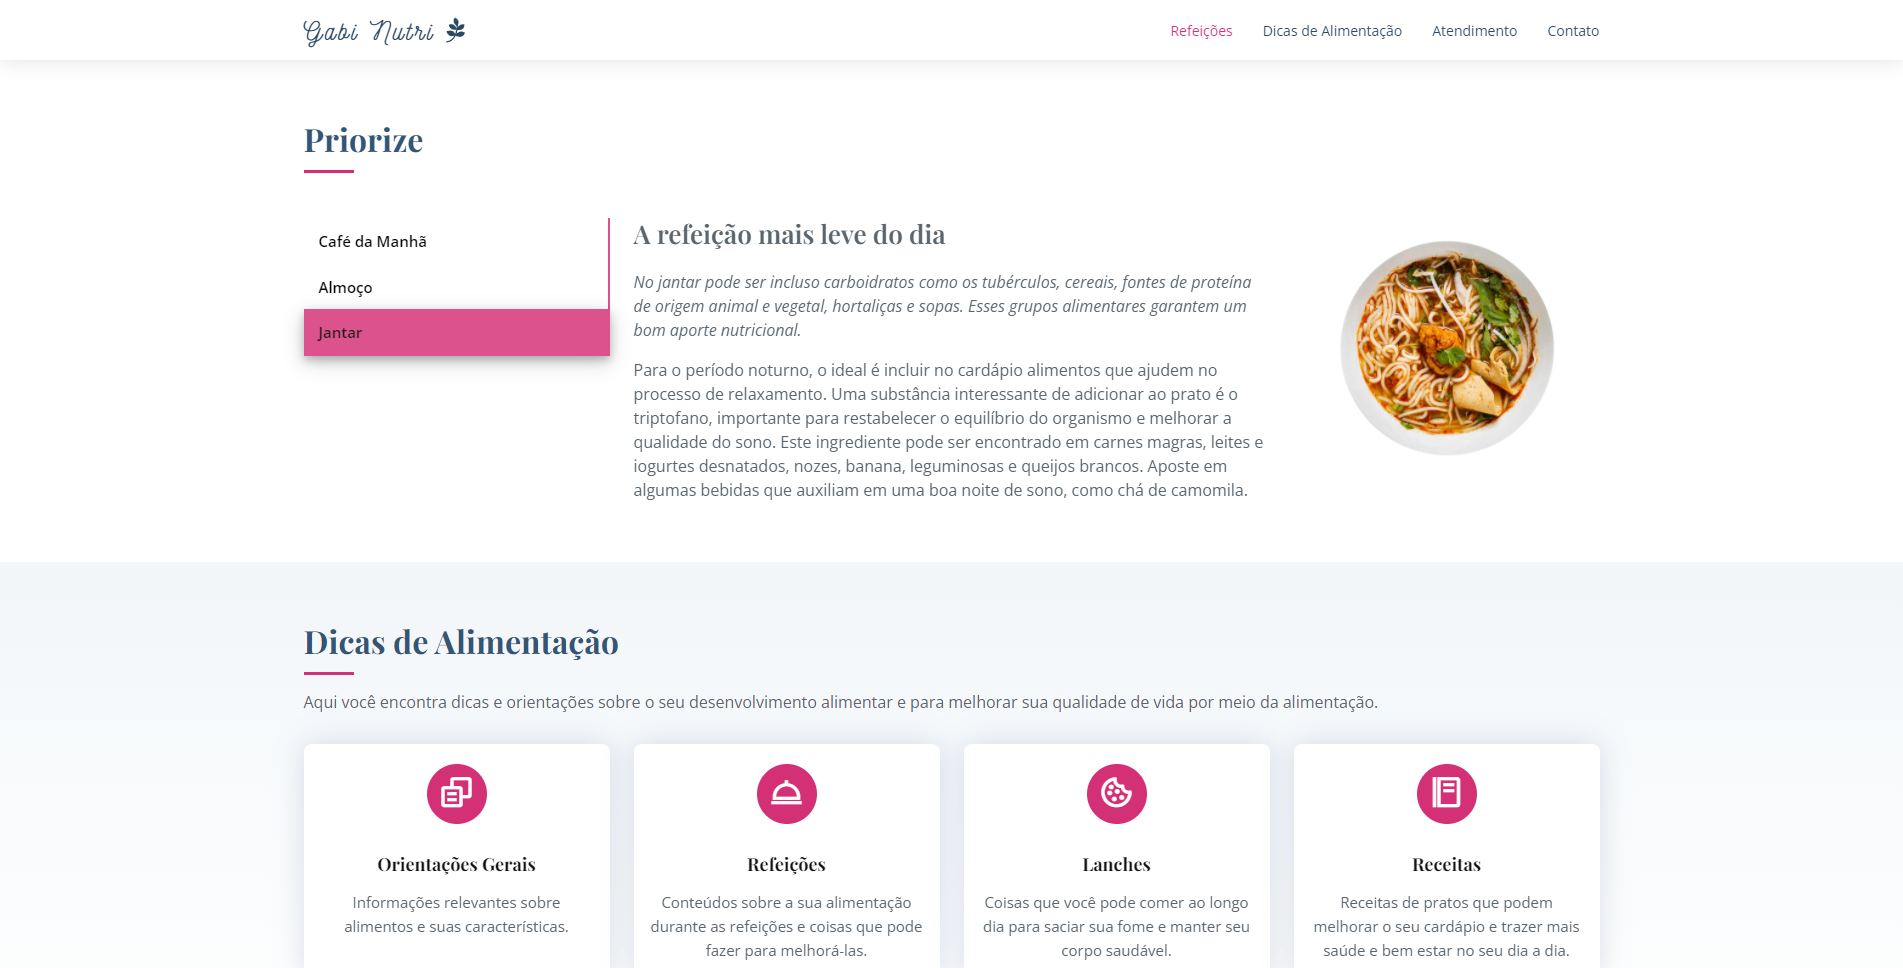 Gabi Nutri
Refeições
Dicas de Alimentação
Atendimento
Contato
Priorize
Café da Manhã
Almoço
Jantar
A refeição mais leve do dia
No jantar pode ser incluso carboidratos como os tubérculos, cereais, fontes de proteína
de origem animal e vegetal, hortaliças e sopas. Esses grupos alimentares garantem um
bom aporte nutricional.
Para o período noturno, o ideal é incluir no cardápio alimentos que ajudem no
processo de relaxamento. Uma substância interessante de adicionar ao prato é o
triptofano, importante para restabelecer o equilíbrio do organismo e melhorar a
qualidade do sono. Este ingrediente pode ser encontrado em carnes magras, leites e
iogurtes desnatados, nozes, banana, leguminosas e queijos brancos. Aposte em
algumas bebidas que auxiliam em uma boa noite de sono, como chá de camomila.
Dicas de Alimentação
Aqui você encontra dicas e orientações sobre o seu desenvolvimento alimentar e para melhorar sua qualidade de vida por meio da alimentação.
Orientações Gerais
Informações relevantes sobre
alimentos e suas características.
Refeições
Conteúdos sobre a sua alimentação
durante as refeições e coisas que pode
fazer para melhorá-las.
Lanches
Coisas que você pode comer ao longo
dia para saciar sua fome e manter seu
corpo saudável.
Receitas
Receitas de pratos que podem
melhorar o seu cardápio e trazer mais
saúde e bem estar no seu dia a dia.